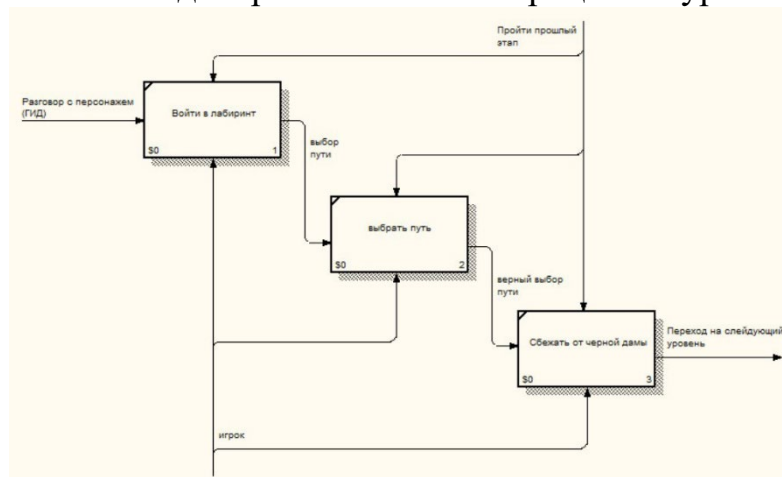 Пройти прошлый
этап
Разговор с персонажем
(ГИД)
Войти в лабиринт
$0 1
выбор
пути
выбрать путь
$0 2
верный выбор
пути
Сбежать от черной дамы
$0 3
Переход на слейдующий
уровень
игрок